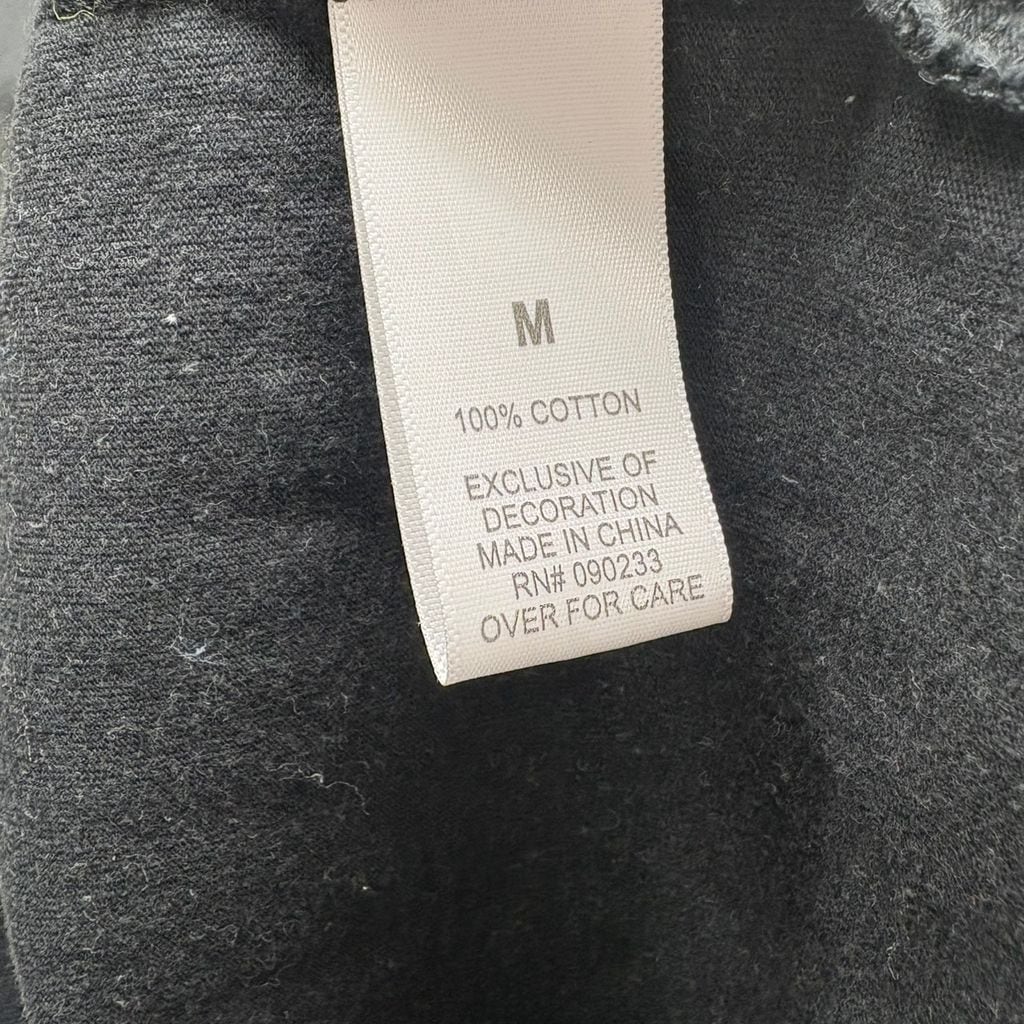 M
100% COTTON
EXCLUSIVE OF
DECORATION
MADE IN CHINA
RN# 090233
OVER FOR CARE